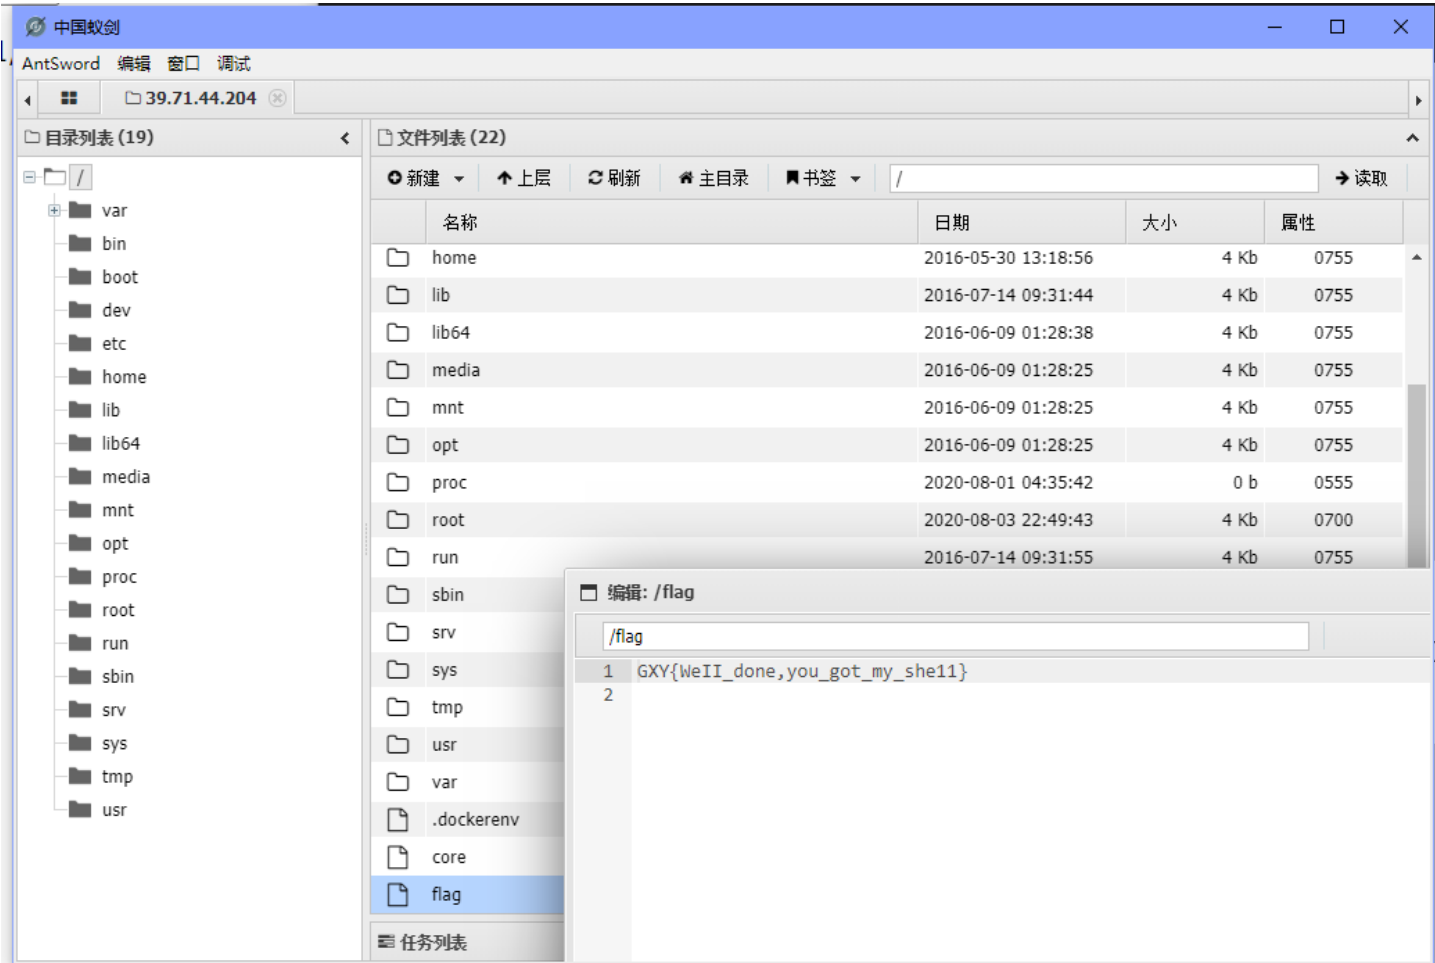 中国蚁剑
AntSword 编辑 窗口 调试
39.71.44.204
目录列表 (19)
/
var
bin
boot
dev
etc
home
lib
lib64
media
mnt
opt
proc
root
run
sbin
srv
sys
tmp
usr
文件列表 (22)
新建 上层 刷新 主目录 书签 / 读取
名称 日期 大小 属性
home 2016-05-30 13:18:56 4 Kb 0755
lib 2016-07-14 09:31:44 4 Kb 0755
lib64 2016-06-09 01:28:38 4 Kb 0755
media 2016-06-09 01:28:25 4 Kb 0755
mnt 2016-06-09 01:28:25 4 Kb 0755
opt 2016-06-09 01:28:25 4 Kb 0755
proc 2020-08-01 04:35:42 0 b 0555
root 2020-08-03 22:49:43 4 Kb 0700
run 2016-07-14 09:31:55 4 Kb 0755
sbin
srv
sys
tmp
usr
var
.dockerenv
core
flag
任务列表
编辑: /flag
/flag
1 GXY{WeII_done,you_got_my_she11}
2